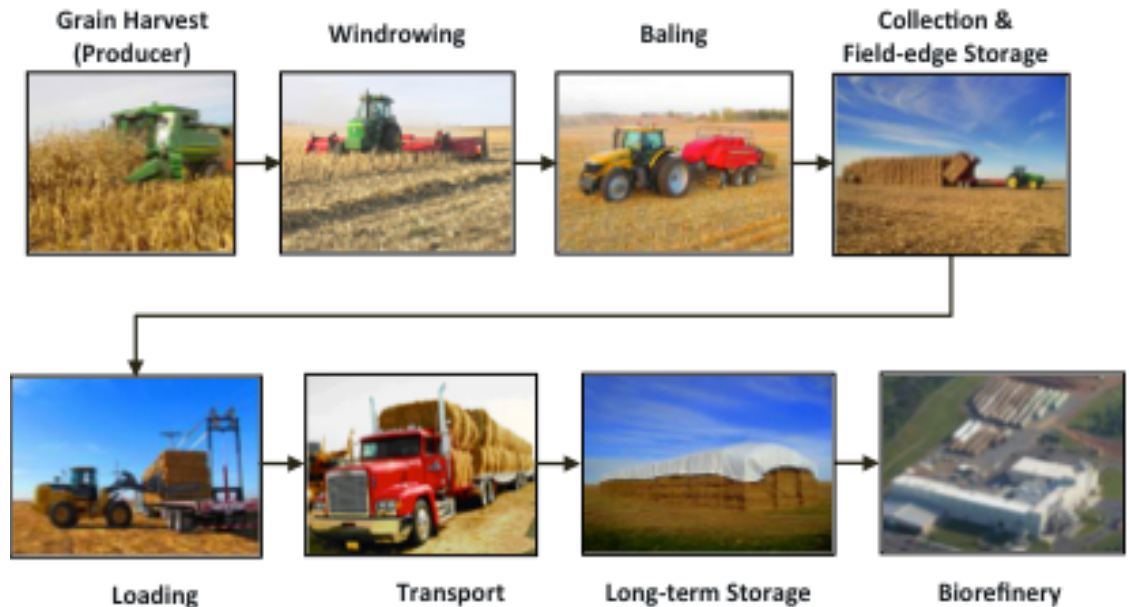 Grain Harvest
(Producer)
Windrowing
Baling
Collection &
Field-edge Storage
Loading
Transport
Long-term Storage
Biorefinery